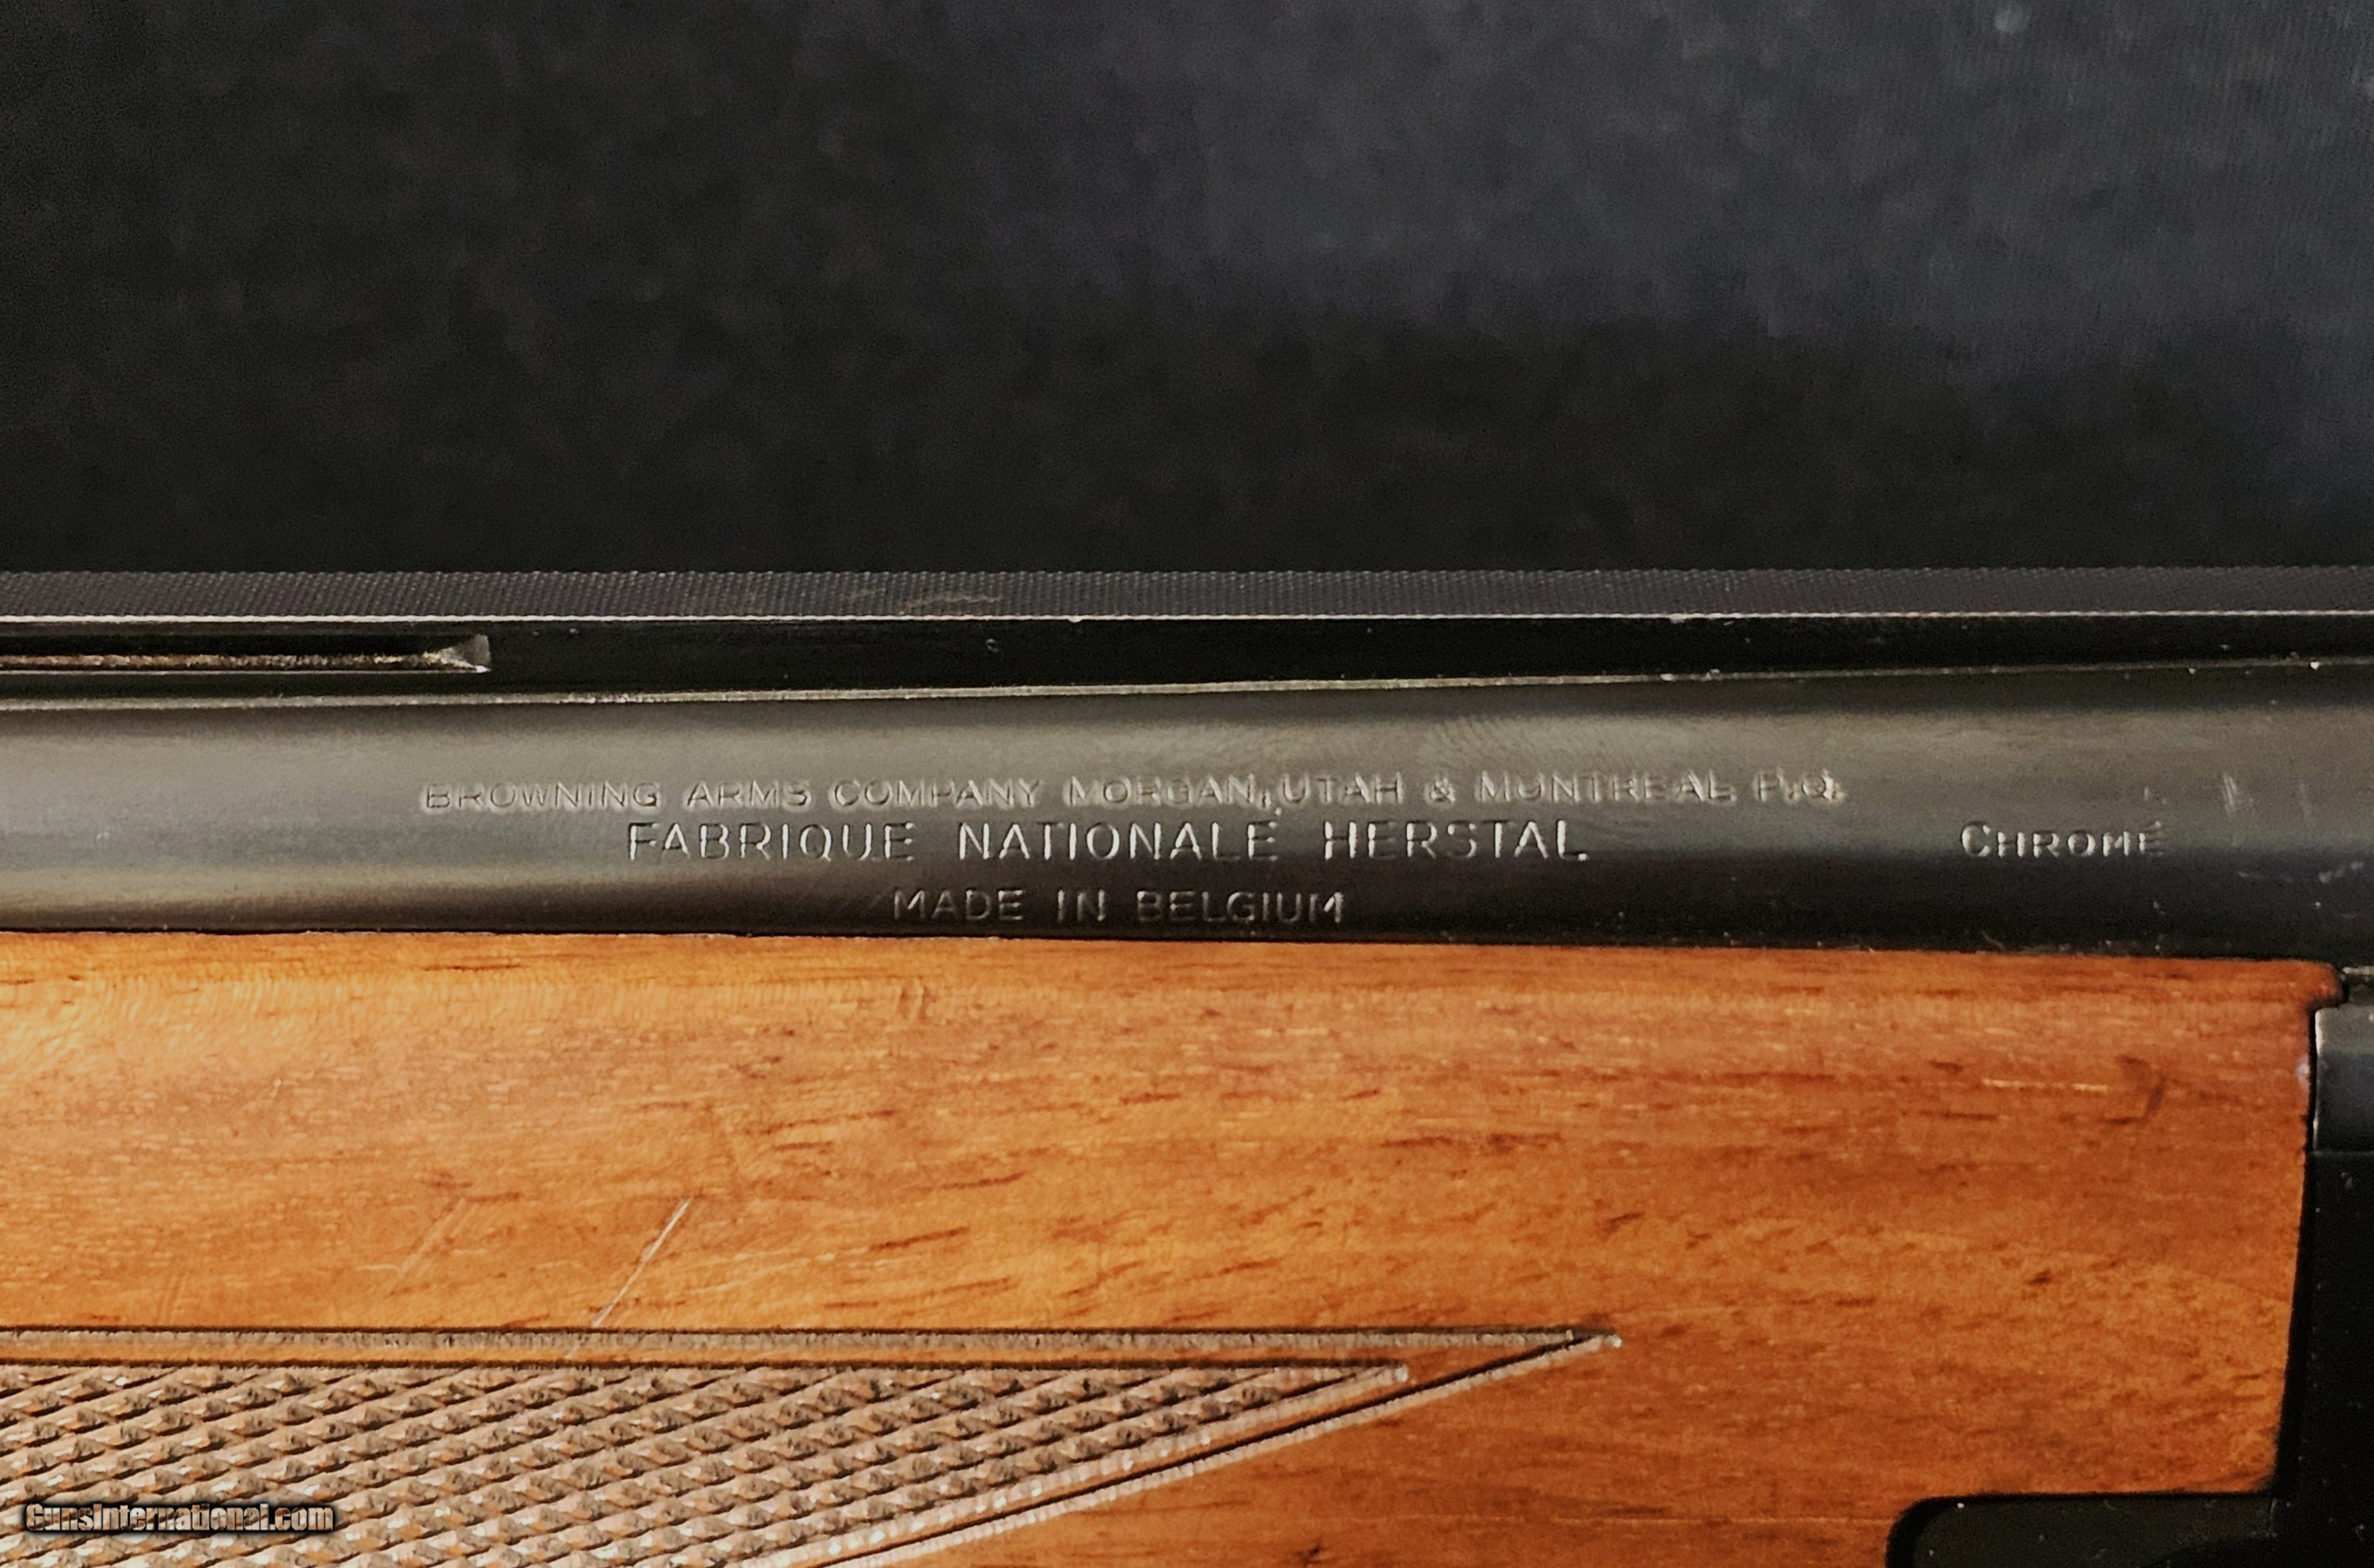 BROWNING ARMS COMPANY MORGAN, UTAH & MONTREAL P.Q.
FABRIQUE NATIONALE HERSTAL
CHROME
MADE IN BELGIUM
GunsInternational.com